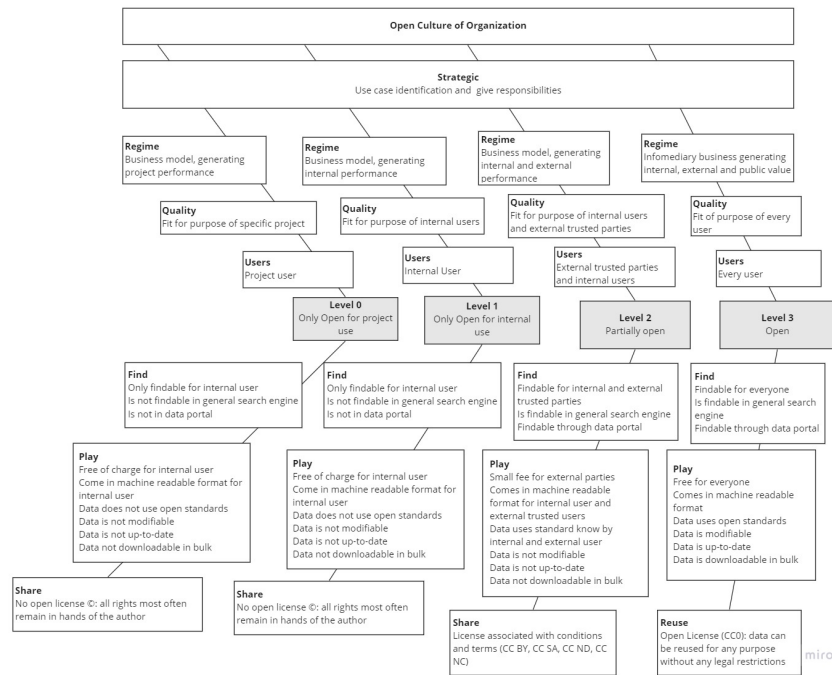 Open Culture of Organization
Strategic
Use case identification and give responsibilities
Regime
Business model, generating
project performance
Regime
Business model, generating
internal performance
Regime
Business model, generating
internal and external
performance
Regime
Infomediary business generating
internal, external and public value
Quality
Fit for purpose of specific project
Quality
Fit for purpose of internal users
Quality
Fit for purpose of internal users
and external trusted parties
Quality
Fit of purpose of every
user
Users
Project user
Users
Internal User
Users
External trusted parties
and internal users
Users
Every user
Level 0
Only Open for project
use
Level 1
Only Open for internal
use
Level 2
Partially open
Level 3
Open
Find
Only findable for internal user
Is not findable in general search engine
Is not in data portal
Find
Only findable for internal user
Is not findable in general search engine
Is not in data portal
Find
Findable for internal and external
trusted parties
Is findable in general search engine
Findable through data portal
Find
Findable for everyone
Is findable in general search
engine
Findable through data portal
Play
Free of charge for internal user
Come in machine readable format for
internal user
Data does not use open standards
Data is not modifiable
Data is not up-to-date
Data not downloadable in bulk
Play
Free of charge for internal user
Come in machine readable format for
internal user
Data does not use open standards
Data is not modifiable
Data is not up-to-date
Data not downloadable in bulk
Play
Small fee for external parties
Comes in machine readable
format for internal user and
external trusted users
Data uses standard know by
internal and external user
Data is not modifiable
Data is not up-to-date
Data not downloadable in bulk
Play
Free for everyone
Comes in machine readable
format
Data uses open standards
Data is modifiable
Data is up-to-date
Data is downloadable in bulk
Share
No open license ©: all rights most often
remain in hands of the author
Share
No open license ©: all rights most often
remain in hands of the author
Share
License associated with conditions
and terms (CC BY, CC SA, CC ND, CC
NC)
Reuse
Open License (CC0): data can
be reused for any purpose
without any legal restrictions
miro